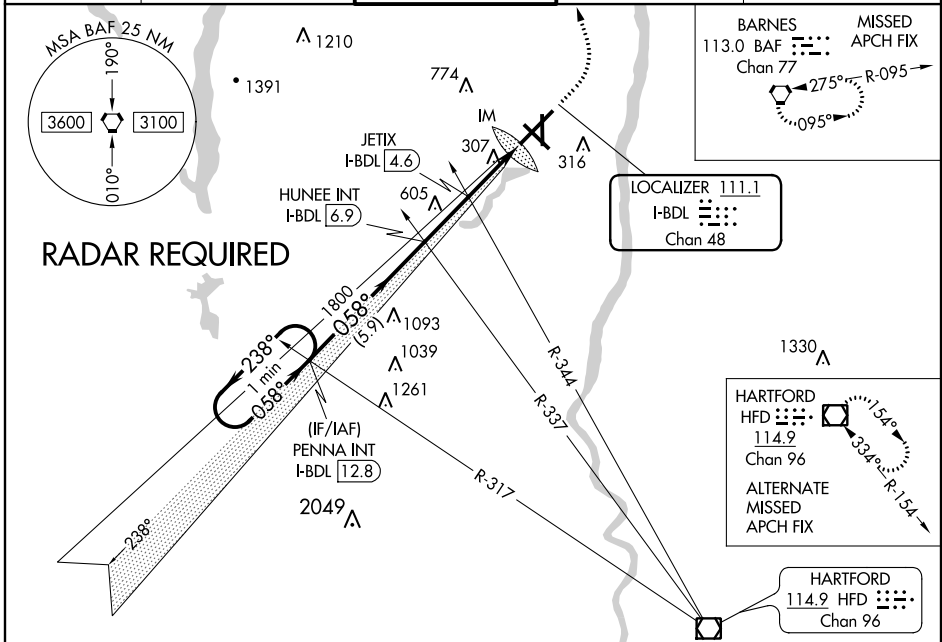 MSA BAF 25 NM
190°
3600
3100
010°
1210
1391
774
IM
JETIX
I-BDL 4.6
307
316
HUNEE INT
I-BDL 6.9
605
RADAR REQUIRED
BARNES
113.0 BAF
Chan 77
MISSED
APCH FIX
275°
R-095
095°
LOCALIZER 111.1
I-BDL
Chan 48
1800
058°
(5.9)
1093
1039
1261
238°
1 min
058°
(IF/IAF)
PENNA INT
I-BDL 12.8
2049
238°
R-344
R-337
R-317
1330
HARTFORD
HFD
114.9
Chan 96
154°
334°
R-154
ALTERNATE
MISSED
APCH FIX
HARTFORD
114.9 HFD
Chan 96